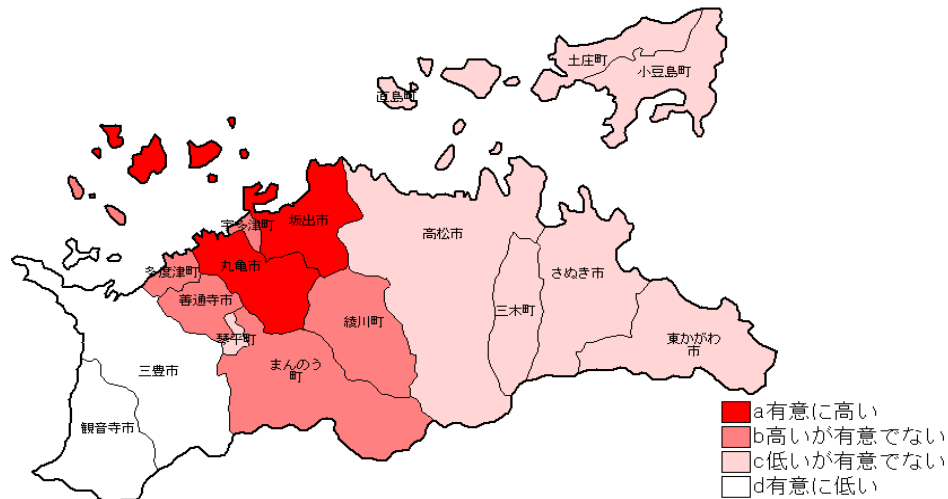 土庄町
小豆島町
直島町
宇多津町
坂出市
高松市
多度津町
丸亀市
さぬき市
善通寺市
三木町
綾川町
琴平町
東かがわ
市
まんのう
町
三豊市
観音寺市
a有意に高い
b高いが有意でない
c低いが有意でない
d有意に低い